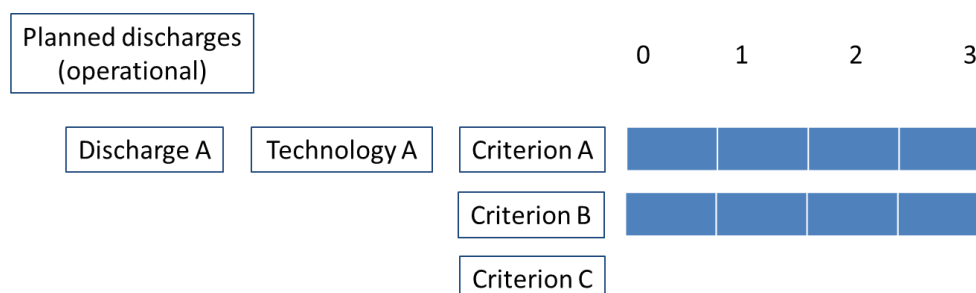 Planned discharges
(operational)
0 1 2 3
Discharge A Technology A Criterion A
Criterion B
Criterion C